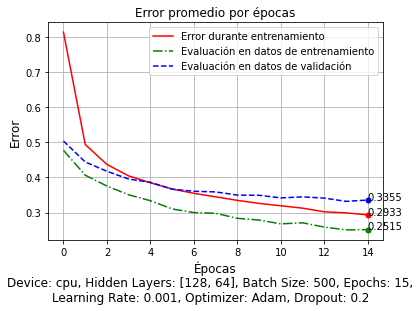 Error promedio por épocas
Error durante entrenamiento
Evaluación en datos de entrenamiento
Evaluación en datos de validación
Error
0.8
0.7
0.6
0.5
0.4
0.3
0.3355
0.2933
0.2515
0 2 4 6 8 10 12 14
Épocas
Device: cpu, Hidden Layers: [128, 64], Batch Size: 500, Epochs: 15,
Learning Rate: 0.001, Optimizer: Adam, Dropout: 0.2